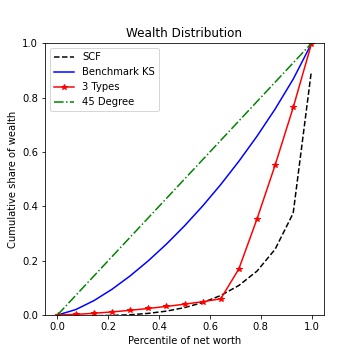 Wealth Distribution
SCF
Benchmark KS
3 Types
45 Degree
Cumulative share of wealth
1.0
0.8
0.6
0.4
0.2
0.0
0.0 0.2 0.4 0.6 0.8 1.0
Percentile of net worth